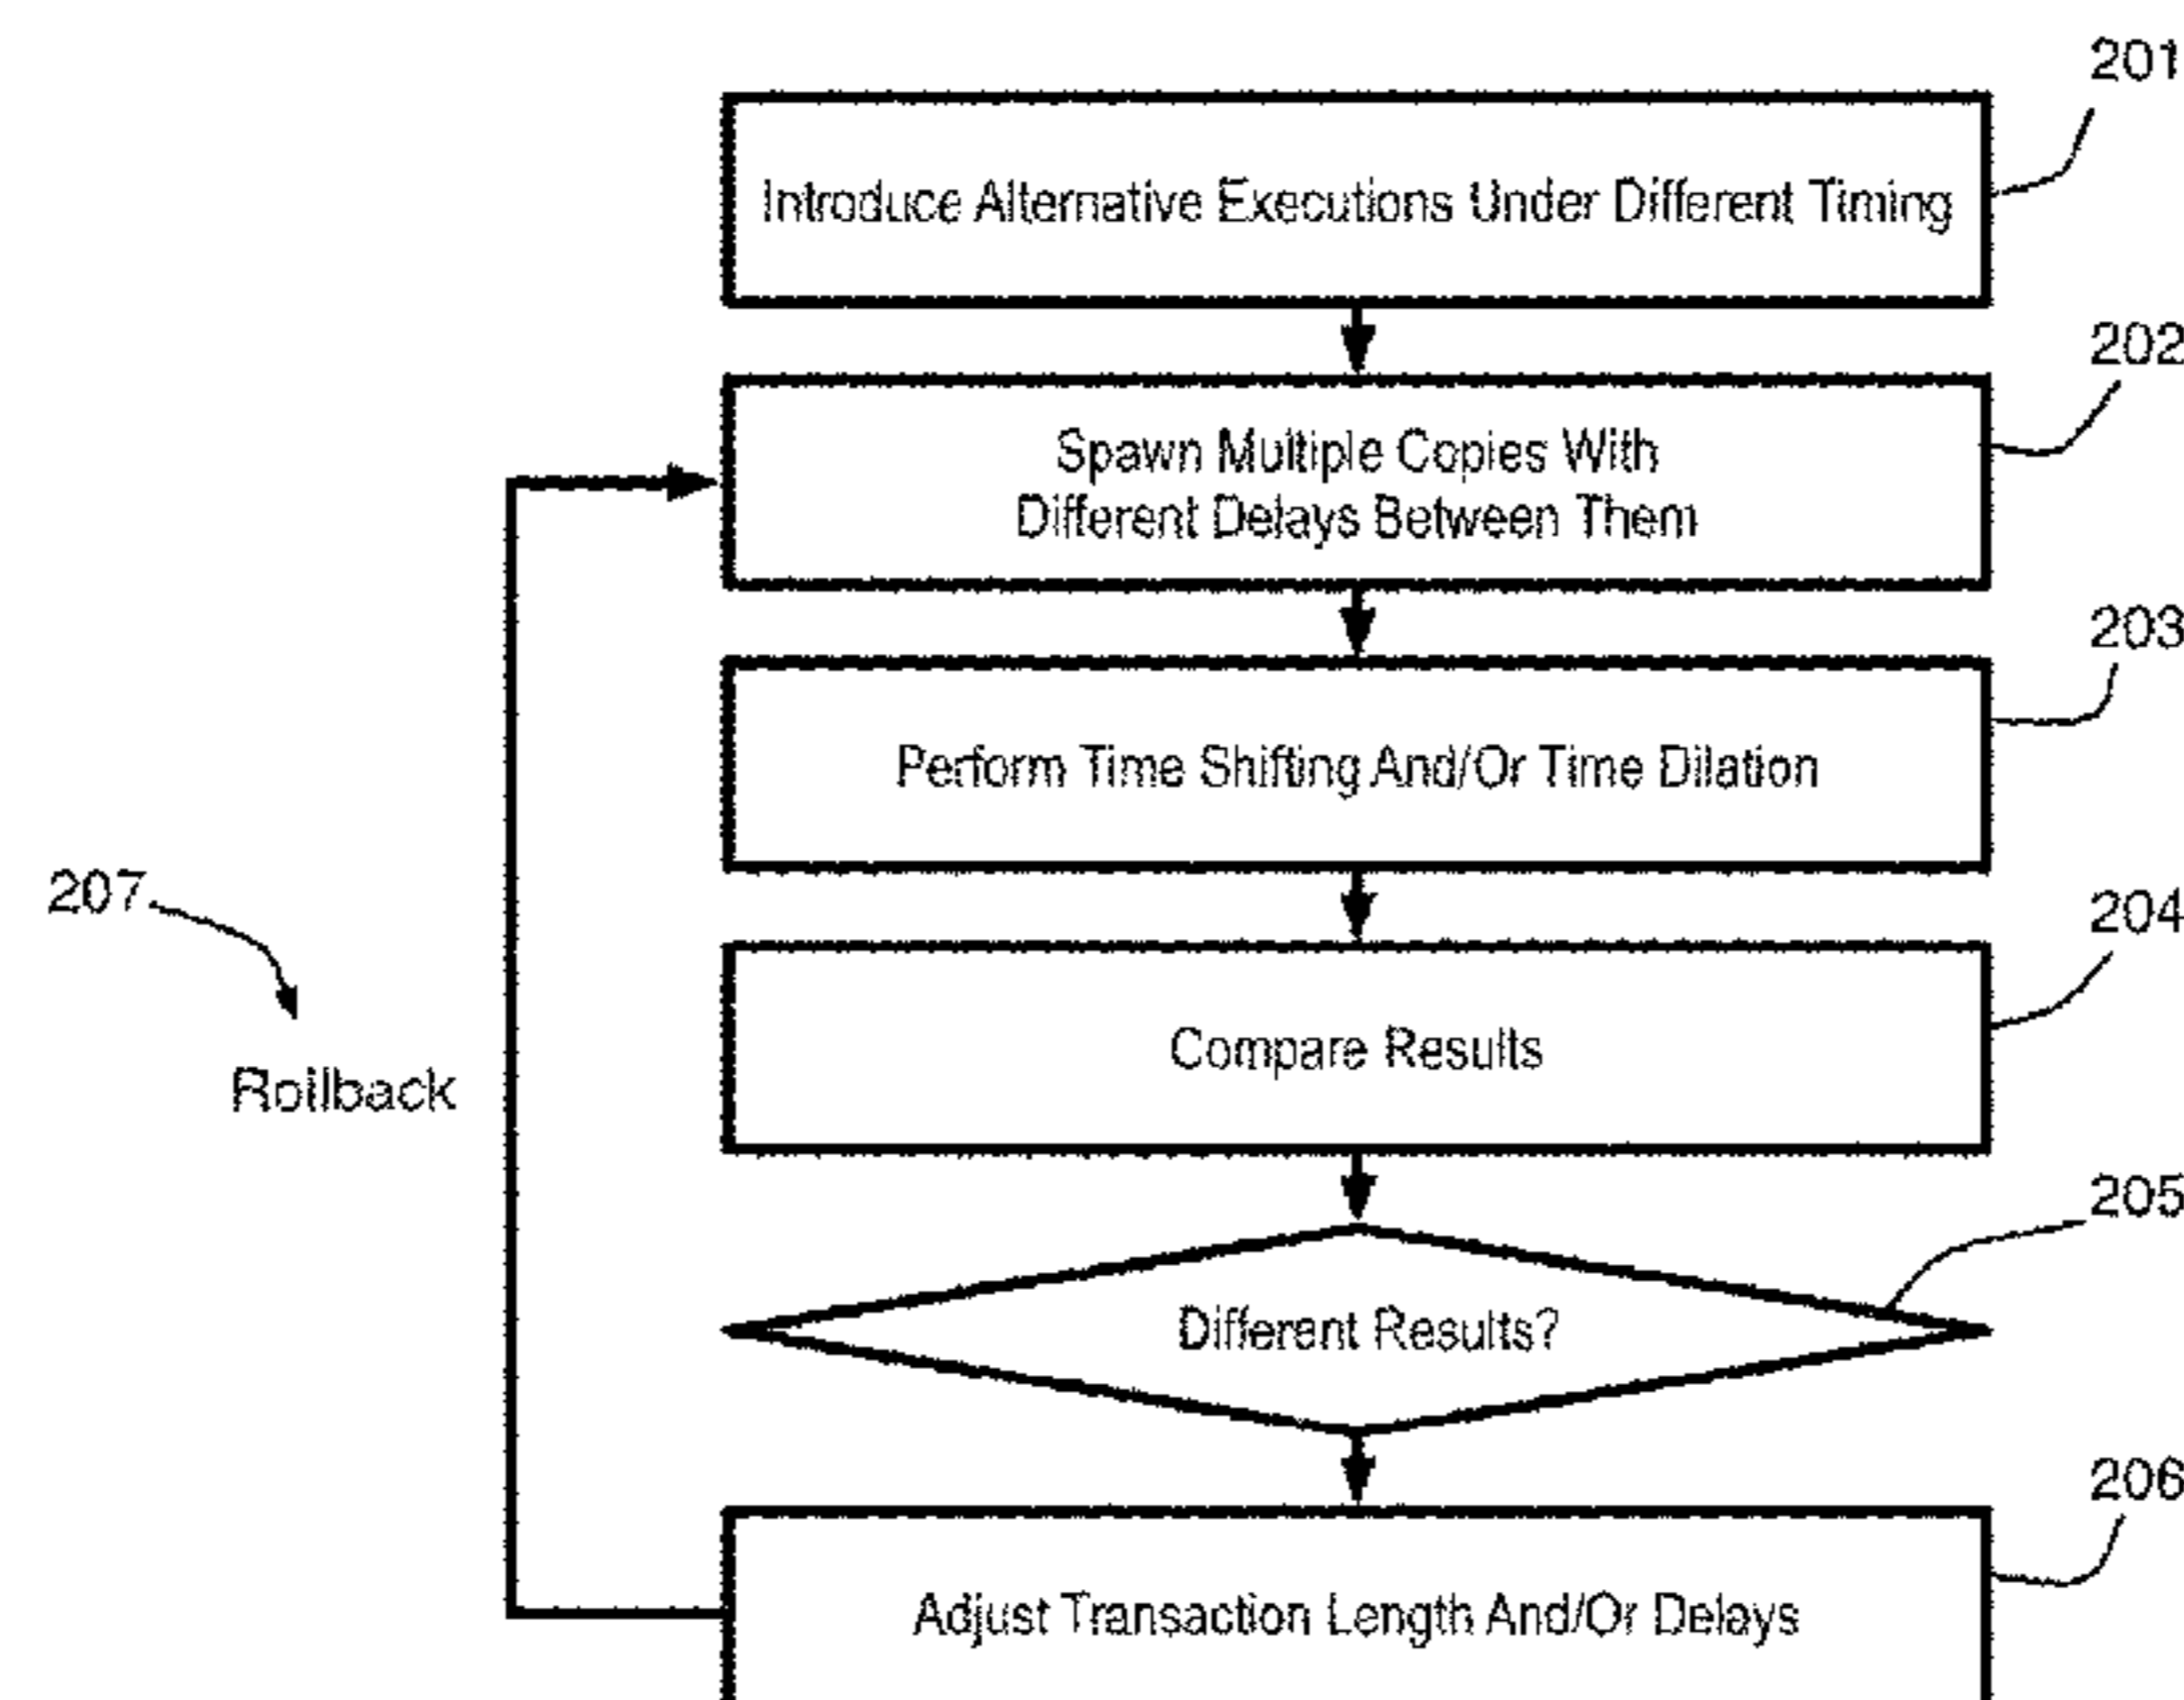 201
Introduce Alternative Executions Under Different Timing
202
Spawn Multiple Copies With
Different Delays Between Them
203
Perform Time Shifting And/Or Time Dilation
207
204
Compare Results
Rollback
205
Different Results?
206
Adjust Transaction Length And/Or Delays